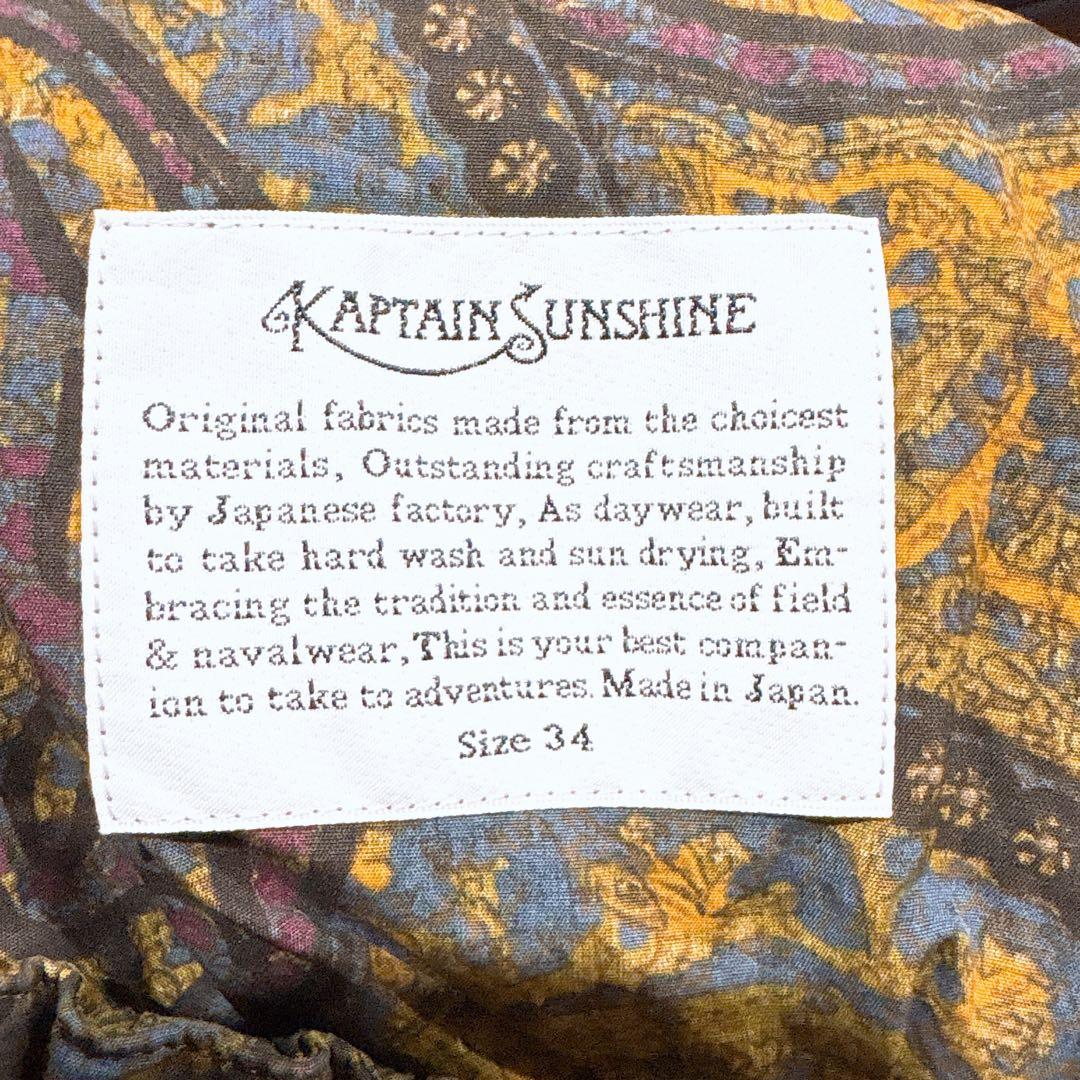 KAPTAIN SUNSHINE
Original fabrics made from the choicest
materials, Outstanding craftsmanship
by Japanese factory, As daywear, built
to take hard wash and sun drying, Em-
bracing the tradition and essence of field
& navalwear, This is your best compan-
ion to take to adventures. Made in Japan.
Size 34